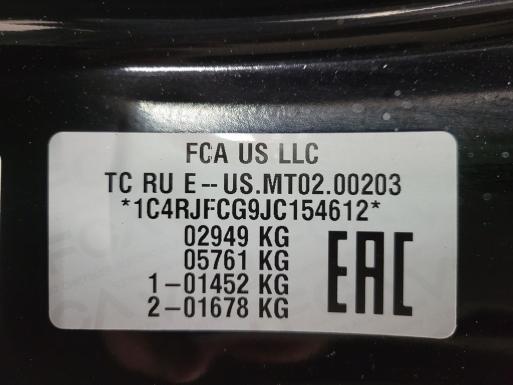 FCA US LLC
TC RU E-- US.MT02.00203
*1C4RJFCG9JC154612*
02949 KG
05761 KG
1-01452 KG
2-01678 KG
EAC